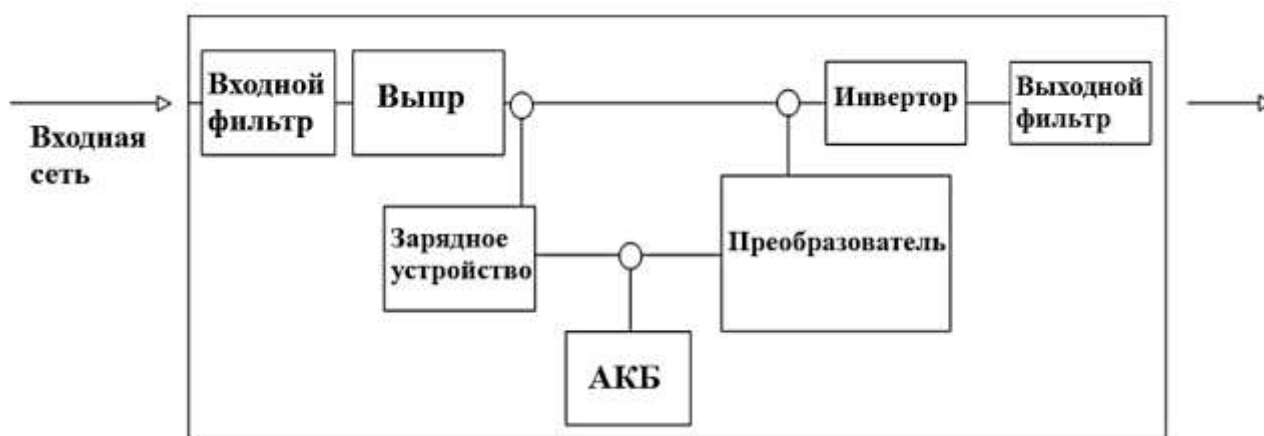 Входной
фильтр
Выпр
Инвертор
Выходной
фильтр
Входная
сеть
Зарядное
устройство
Преобразователь
АКБ